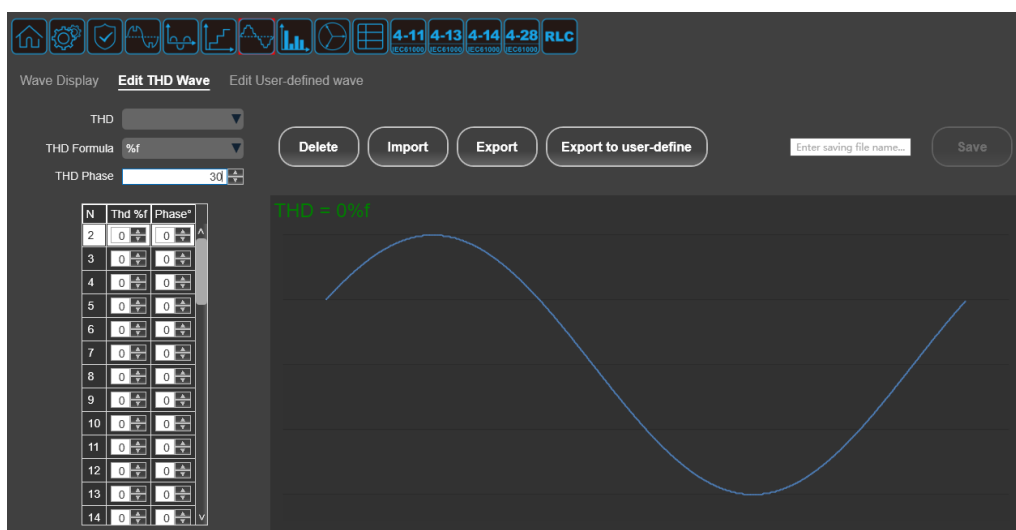 4-11 4-13 4-14 4-28 RLC
IEC61000 IEC61000 IEC61000 IEC61000
Wave Display Edit THD Wave Edit User-defined wave
THD
THD Formula %f
THD Phase 30
Delete Import Export Export to user-define Enter saving file name... Save
N Thd %f Phase°
2 0 0
3 0 0
4 0 0
5 0 0
6 0 0
7 0 0
8 0 0
9 0 0
10 0 0
11 0 0
12 0 0
13 0 0
14 0 0
THD = 0%f